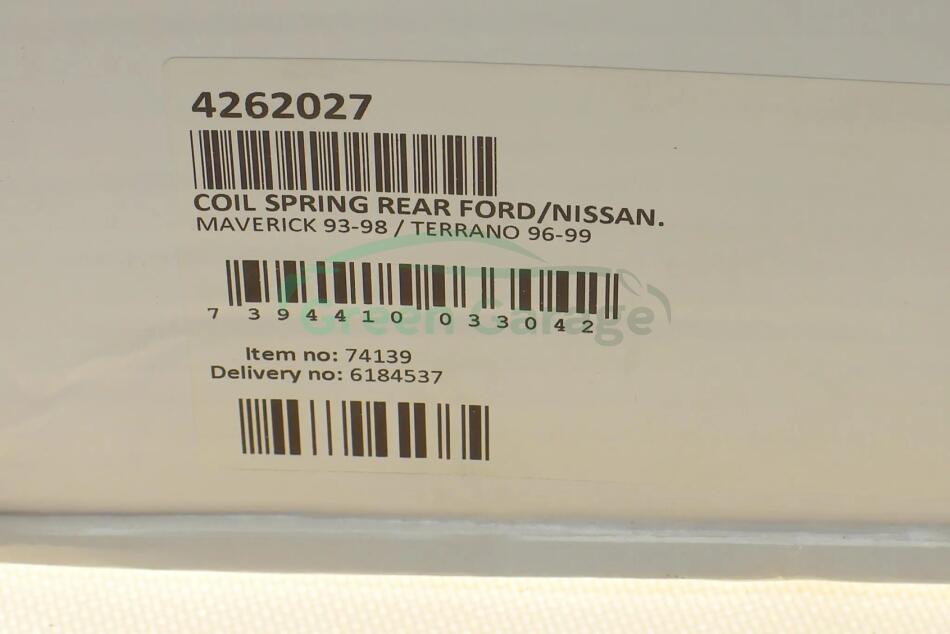 4262027
COIL SPRING REAR FORD/NISSAN.
MAVERICK 93-98 / TERRANO 96-99
Green Garage
7 394410 033042
Item no: 74139
Delivery no: 6184537